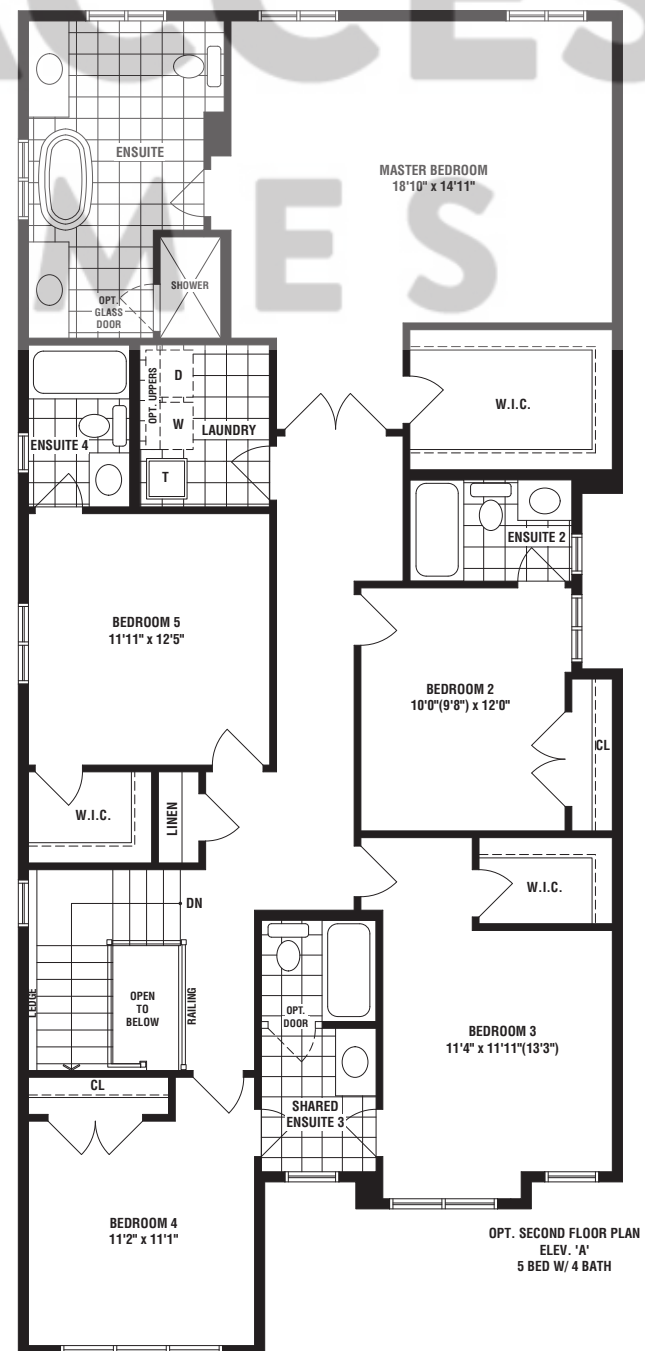 ACCES
MES
ENSUITE
MASTER BEDROOM
18'10" x 14'11"
SHOWER
OPT.
GLASS
DOOR
OPT. UPPERS
D
W
T
LAUNDRY
W.I.C.
ENSUITE 4
ENSUITE 2
BEDROOM 5
11'11" x 12'5"
BEDROOM 2
10'0"(9'8") x 12'0"
CL
W.I.C.
LINEN
W.I.C.
DN
LEDGE
OPEN
TO
BELOW
RAILING
OPT.
DOOR
BEDROOM 3
11'4" x 11'11"(13'3")
CL
SHARED
ENSUITE 3
BEDROOM 4
11'2" x 11'1"
OPT. SECOND FLOOR PLAN
ELEV. 'A'
5 BED W/ 4 BATH